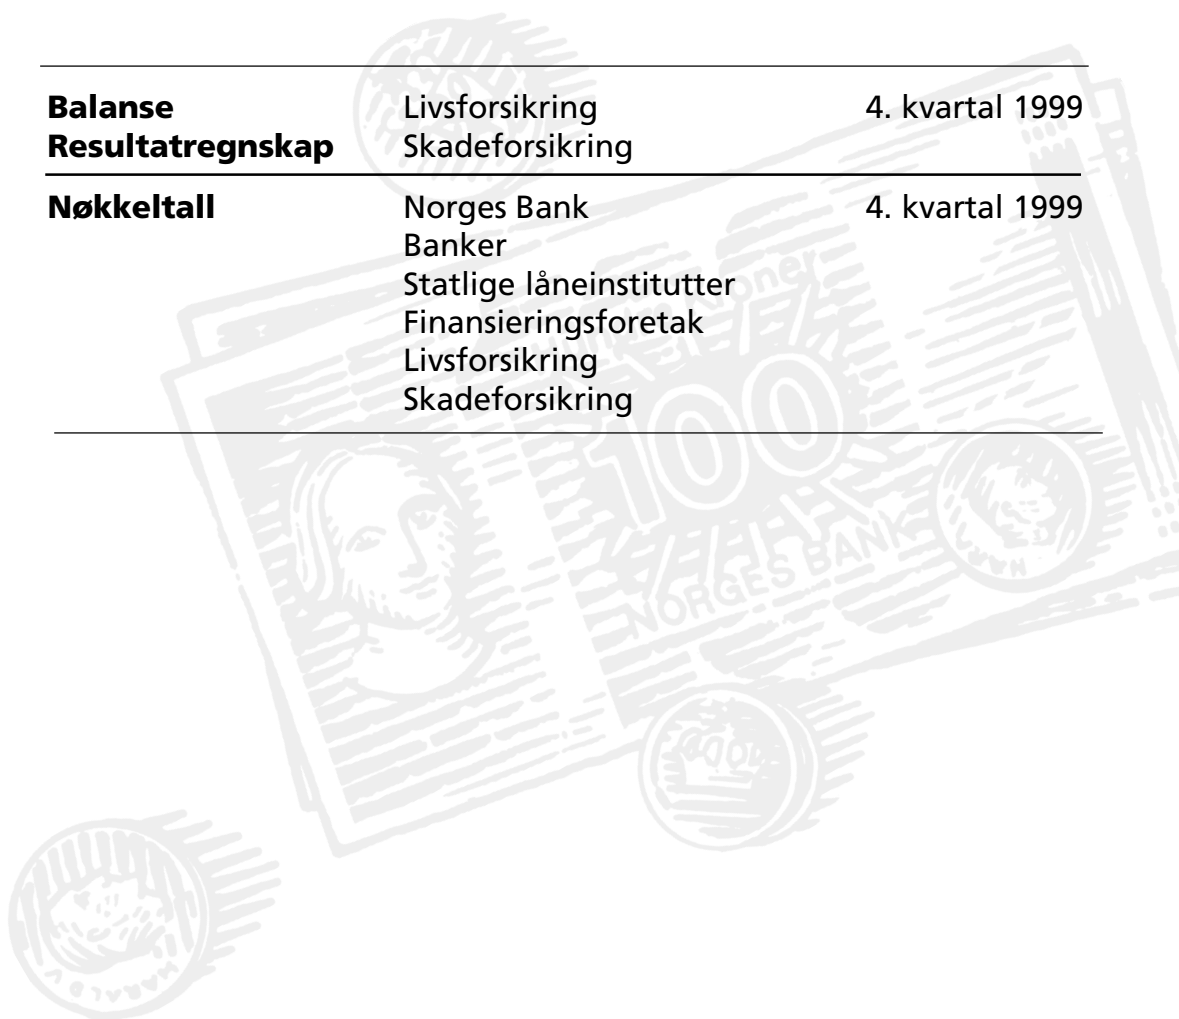 Balanse Livsforsikring 4. kvartal 1999
Resultatregnskap Skadeforsikring
Nøkkeltall Norges Bank 4. kvartal 1999
Banker
Statlige låneinstitutter
Finansieringsforetak
Livsforsikring
Skadeforsikring
100
NORGES BANK
HARALD V